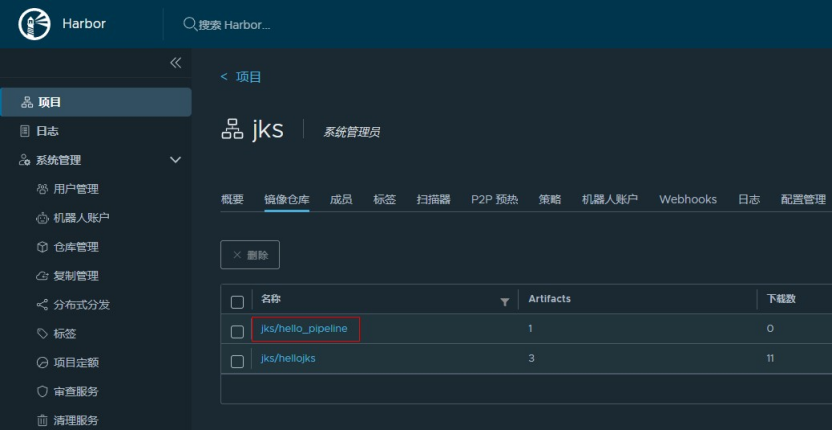 Harbor
搜索 Harbor...
< 项目
项目
日志
系统管理
用户管理
机器人账户
仓库管理
复制管理
分布式分发
标签
项目定额
审查服务
清理服务
jks
系统管理员
概要 镜像仓库 成员 标签 扫描器 P2P 预热 策略 机器人账户 Webhooks 日志 配置管理
× 删除
名称 Artifacts 下载数
jks/hello_pipeline 1 0
jks/hellojks 3 11